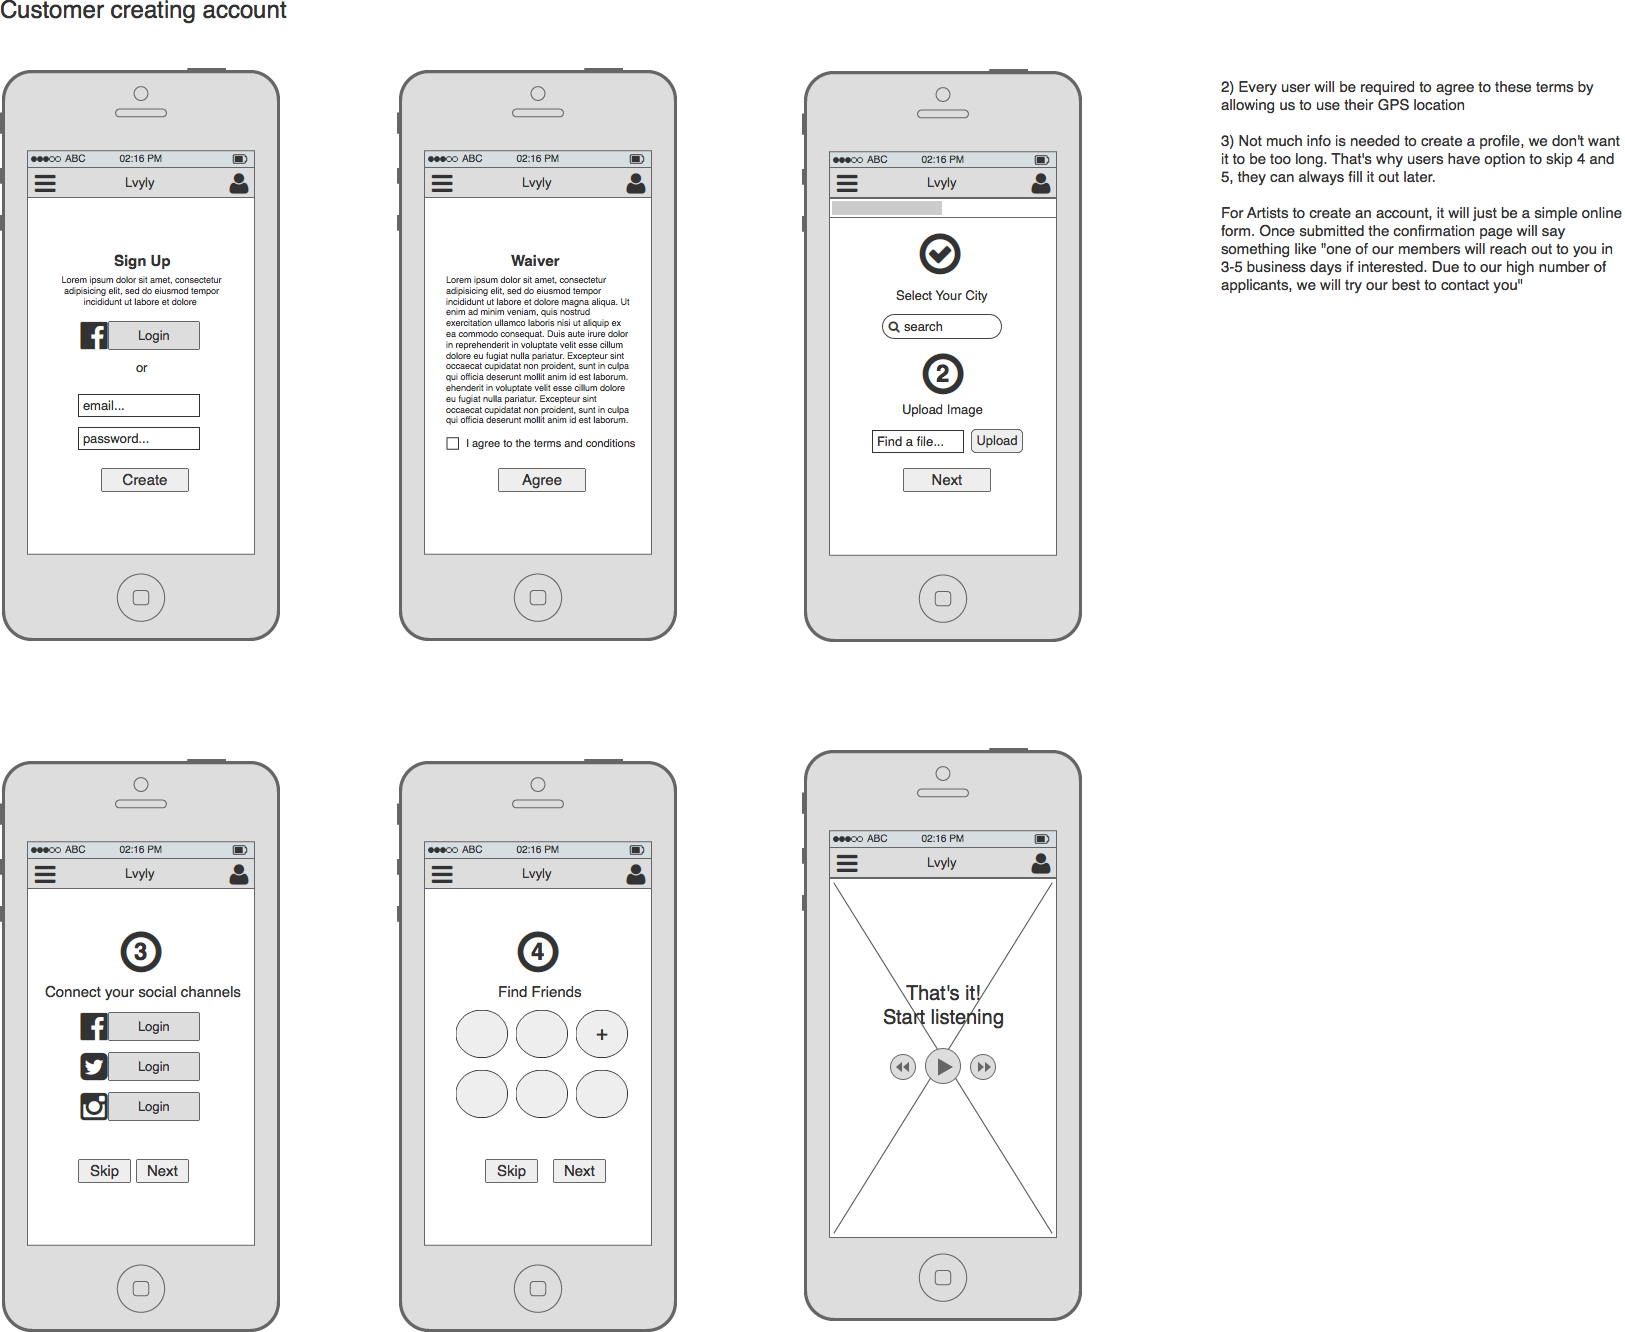 Customer creating account
ABC 02:16 PM
Lvyly
Sign Up
Lorem ipsum dolor sit amet, consectetur
adipisicing elit, sed do eiusmod tempor
incididunt ut labore et dolore
Login
or
email...
password...
Create
ABC 02:16 PM
Lvyly
Waiver
Lorem ipsum dolor sit amet, consectetur
adipisicing elit, sed do eiusmod tempor
incididunt ut labore et dolore magna aliqua. Ut
enim ad minim veniam, quis nostrud
exercitation ullamco laboris nisi ut aliquip ex
ea commodo consequat. Duis aute irure dolor
in reprehenderit in voluptate velit esse cillum
dolore eu fugiat nulla pariatur. Excepteur sint
occaecat cupidatat non proident, sunt in culpa
qui officia deserunt mollit anim id est laborum.
ehenderit in voluptate velit esse cillum dolore
eu fugiat nulla pariatur. Excepteur sint
occaecat cupidatat non proident, sunt in culpa
qui officia deserunt mollit anim id est laborum.
I agree to the terms and conditions
Agree
ABC 02:16 PM
Lvyly
Select Your City
search
2
Upload Image
Find a file... Upload
Next
2) Every user will be required to agree to these terms by
allowing us to use their GPS location
3) Not much info is needed to create a profile, we don't want
it to be too long. That's why users have option to skip 4 and
5, they can always fill it out later.
For Artists to create an account, it will just be a simple online
form. Once submitted the confirmation page will say
something like "one of our members will reach out to you in
3-5 business days if interested. Due to our high number of
applicants, we will try our best to contact you"
ABC 02:16 PM
Lvyly
3
Connect your social channels
Login
Login
Login
Skip Next
ABC 02:16 PM
Lvyly
4
Find Friends
+
Skip Next
ABC 02:16 PM
Lvyly
That's it!
Start listening